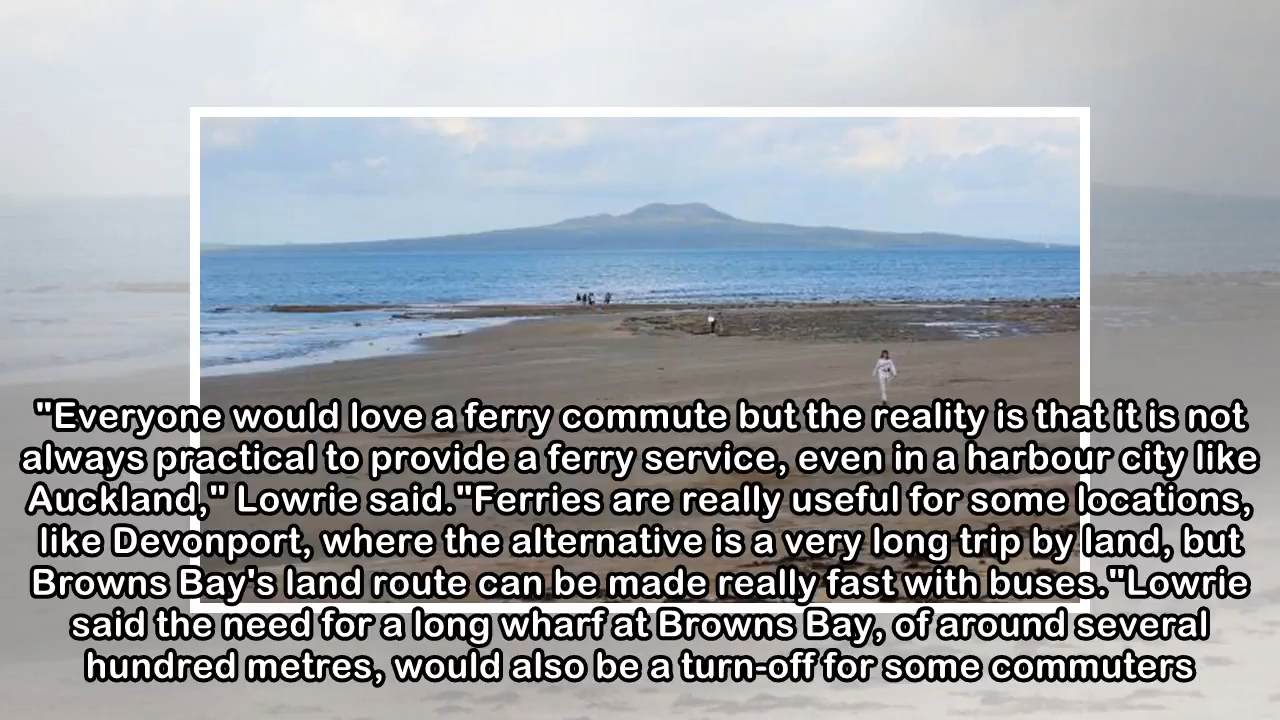 "Everyone would love a ferry commute but the reality is that it is not
always practical to provide a ferry service, even in a harbour city like
Auckland," Lowrie said."Ferries are really useful for some locations,
like Devonport, where the alternative is a very long trip by land, but
Browns Bay's land route can be made really fast with buses."Lowrie
said the need for a long wharf at Browns Bay, of around several
hundred metres, would also be a turn-off for some commuters